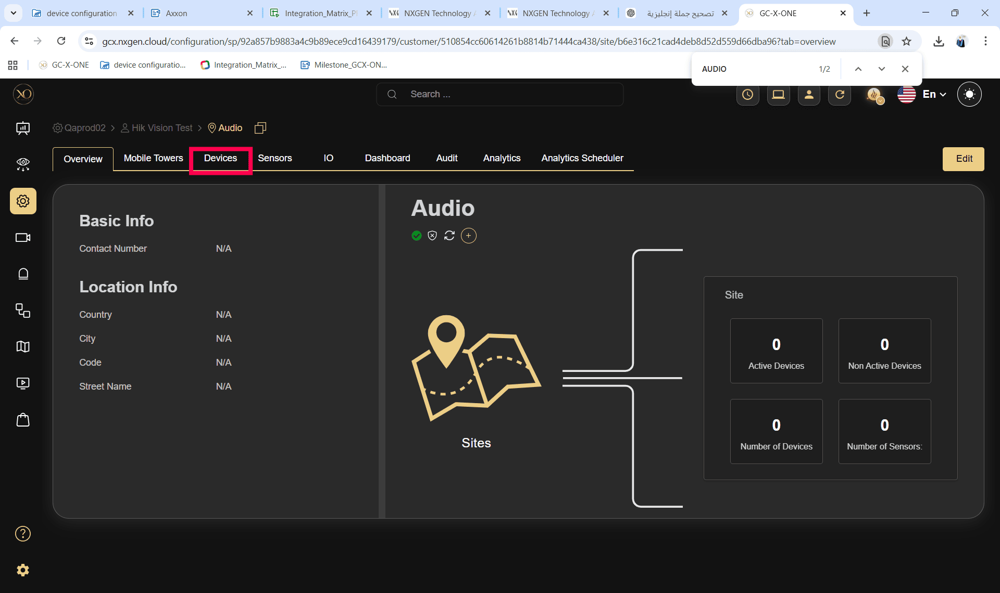 device configuration
Axxon
Integration_Matrix_Pl
NXGEN Technology A
NXGEN Technology A
تصحيح جملة إنجليزية
GC-X-ONE
gcx.nxgen.cloud/configuration/sp/92a857b9883a4c9b89ece9cd16439179/customer/510854cc60614261b8814b71444ca438/site/b6e316c21cad4deb8d52d559d66dba96?tab=overview
GC-X-ONE
device configuratio...
Integration_Matrix_...
Milestone_GCX-ON...
AUDIO
1/2
XO
Search ...
En
Qaprod02 > Hik Vision Test > Audio
Overview
Mobile Towers
Devices
Sensors
IO
Dashboard
Audit
Analytics
Analytics Scheduler
Edit
Basic Info
Contact Number N/A
Location Info
Country N/A
City N/A
Code N/A
Street Name N/A
Audio
Sites
Site
0
Active Devices
0
Non Active Devices
0
Number of Devices
0
Number of Sensors: